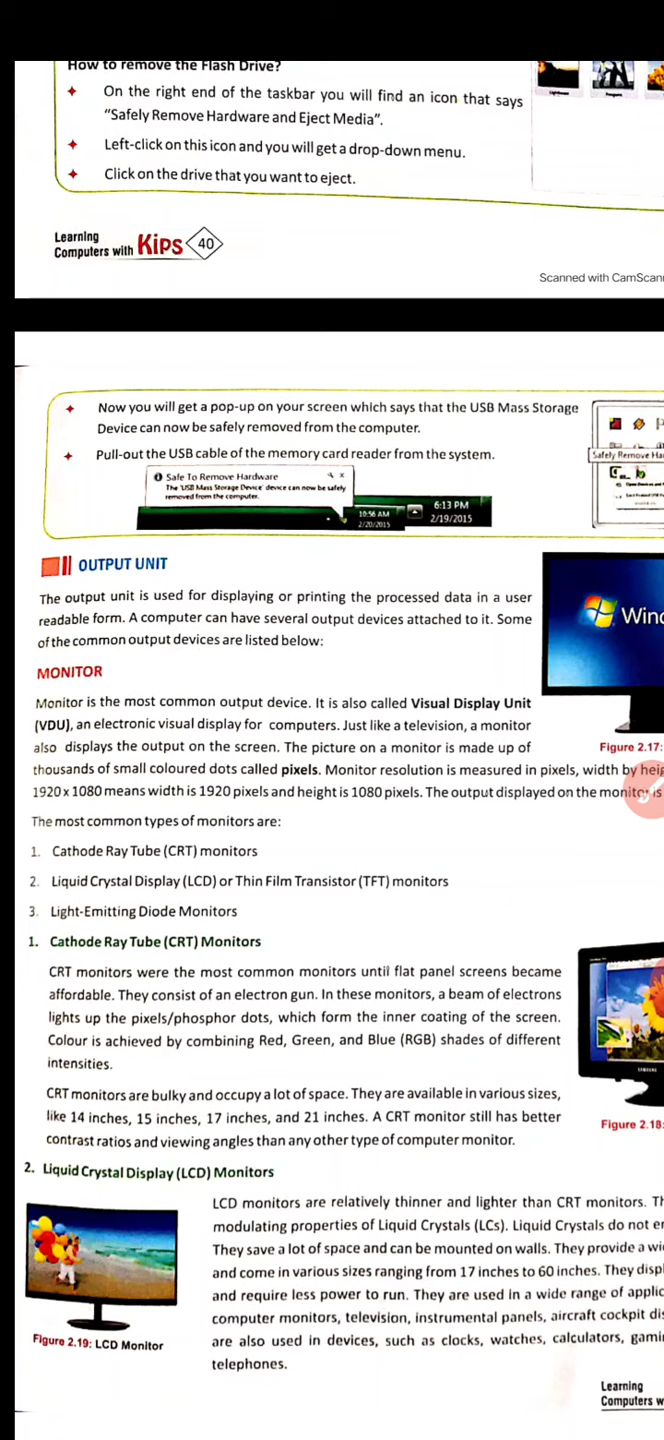 How to remove the Flash Drive?
✦ On the right end of the taskbar you will find an icon that says
"Safely Remove Hardware and Eject Media".
✦ Left-click on this icon and you will get a drop-down menu.
✦ Click on the drive that you want to eject.
Learning
Computers with Kips 40
Scanned with CamScan
✦ Now you will get a pop-up on your screen which says that the USB Mass Storage
Device can now be safely removed from the computer.
✦ Pull-out the USB cable of the memory card reader from the system.
Safely Remove Ha
Safe To Remove Hardware
The 'USB Mass Storage Device' device can now be safely
removed from the computer.
10:56 AM
2/20/2015
6:13 PM
2/19/2015
OUTPUT UNIT
The output unit is used for displaying or printing the processed data in a user
readable form. A computer can have several output devices attached to it. Some
of the common output devices are listed below:
Wind
MONITOR
Monitor is the most common output device. It is also called Visual Display Unit
(VDU), an electronic visual display for computers. Just like a television, a monitor
also displays the output on the screen. The picture on a monitor is made up of
Figure 2.17:
thousands of small coloured dots called pixels. Monitor resolution is measured in pixels, width by heig
1920 x 1080 means width is 1920 pixels and height is 1080 pixels. The output displayed on the monitor is
The most common types of monitors are:
1. Cathode Ray Tube (CRT) monitors
2. Liquid Crystal Display (LCD) or Thin Film Transistor (TFT) monitors
3. Light-Emitting Diode Monitors
1. Cathode Ray Tube (CRT) Monitors
CRT monitors were the most common monitors until flat panel screens became
affordable. They consist of an electron gun. In these monitors, a beam of electrons
lights up the pixels/phosphor dots, which form the inner coating of the screen.
Colour is achieved by combining Red, Green, and Blue (RGB) shades of different
intensities.
SAMSUNG
CRT monitors are bulky and occupy a lot of space. They are available in various sizes,
like 14 inches, 15 inches, 17 inches, and 21 inches. A CRT monitor still has better
contrast ratios and viewing angles than any other type of computer monitor.
Figure 2.18:
2. Liquid Crystal Display (LCD) Monitors
LCD monitors are relatively thinner and lighter than CRT monitors. Th
modulating properties of Liquid Crystals (LCs). Liquid Crystals do not en
They save a lot of space and can be mounted on walls. They provide a wid
and come in various sizes ranging from 17 inches to 60 inches. They displ
and require less power to run. They are used in a wide range of applic
computer monitors, television, instrumental panels, aircraft cockpit dis
are also used in devices, such as clocks, watches, calculators, gamin
telephones.
Figure 2.19: LCD Monitor
Learning
Computers w